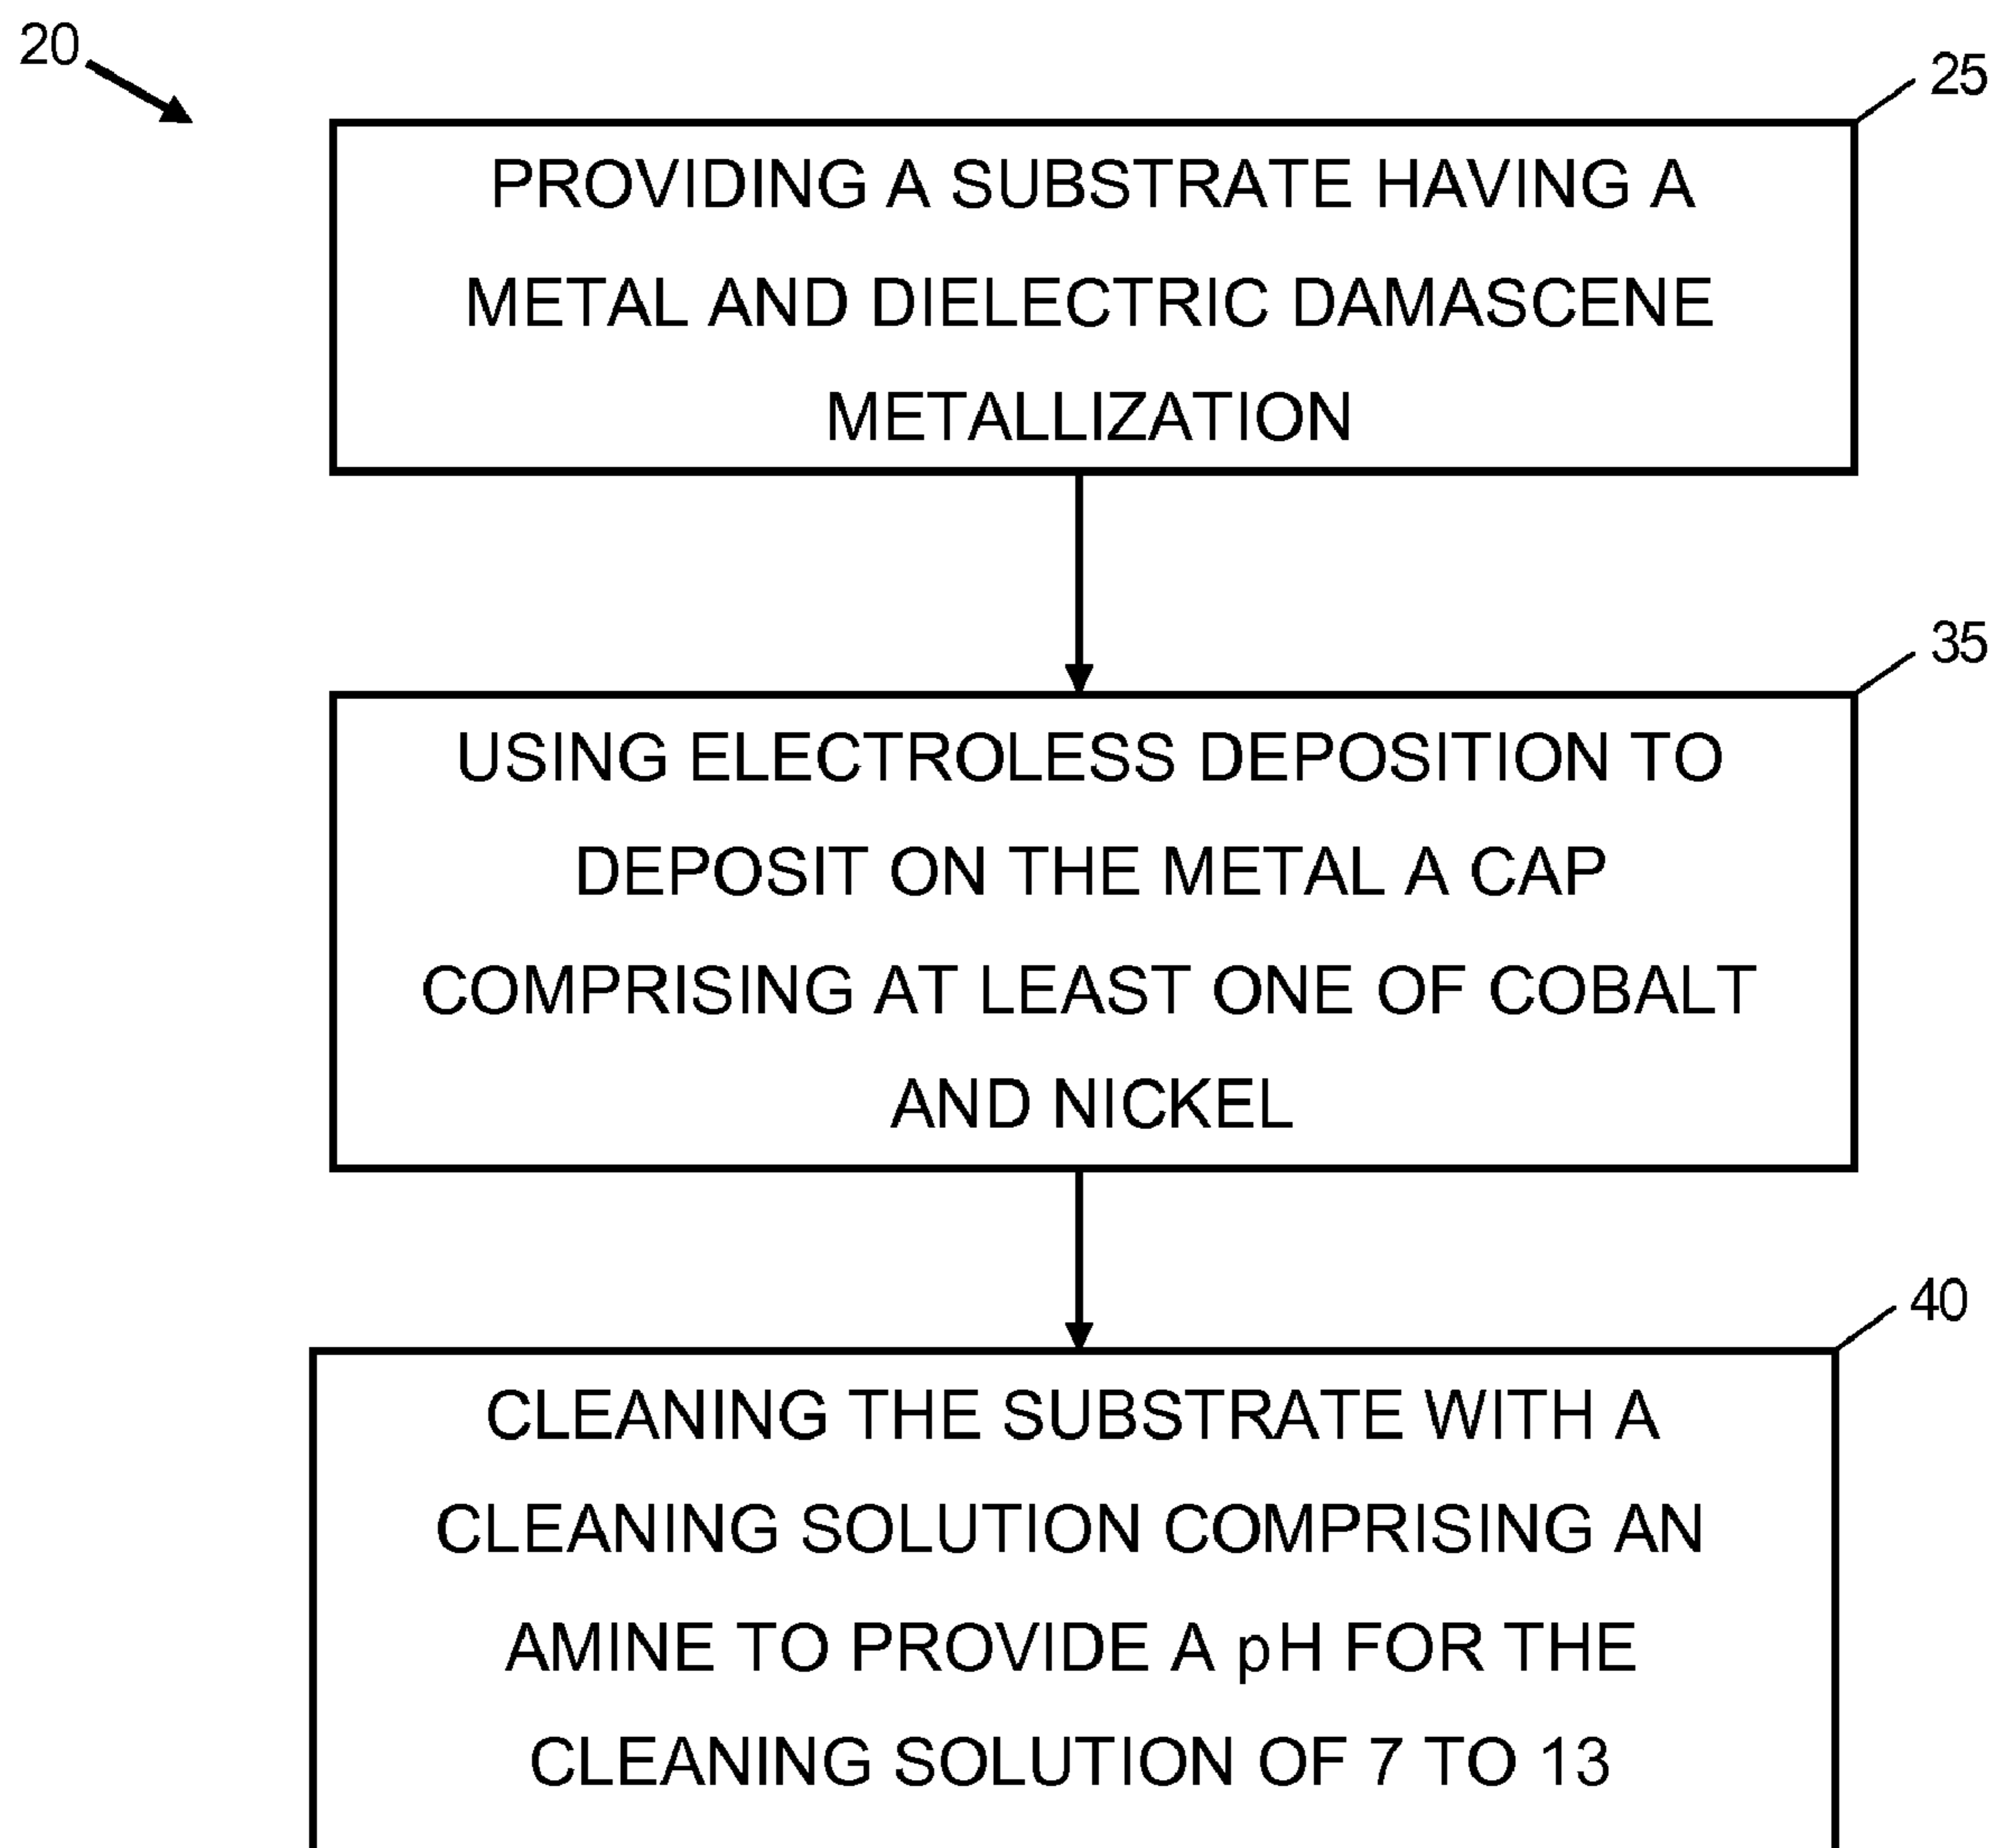 20
25
PROVIDING A SUBSTRATE HAVING A
METAL AND DIELECTRIC DAMASCENE
METALLIZATION
35
USING ELECTROLESS DEPOSITION TO
DEPOSIT ON THE METAL A CAP
COMPRISING AT LEAST ONE OF COBALT
AND NICKEL
40
CLEANING THE SUBSTRATE WITH A
CLEANING SOLUTION COMPRISING AN
AMINE TO PROVIDE A pH FOR THE
CLEANING SOLUTION OF 7 TO 13